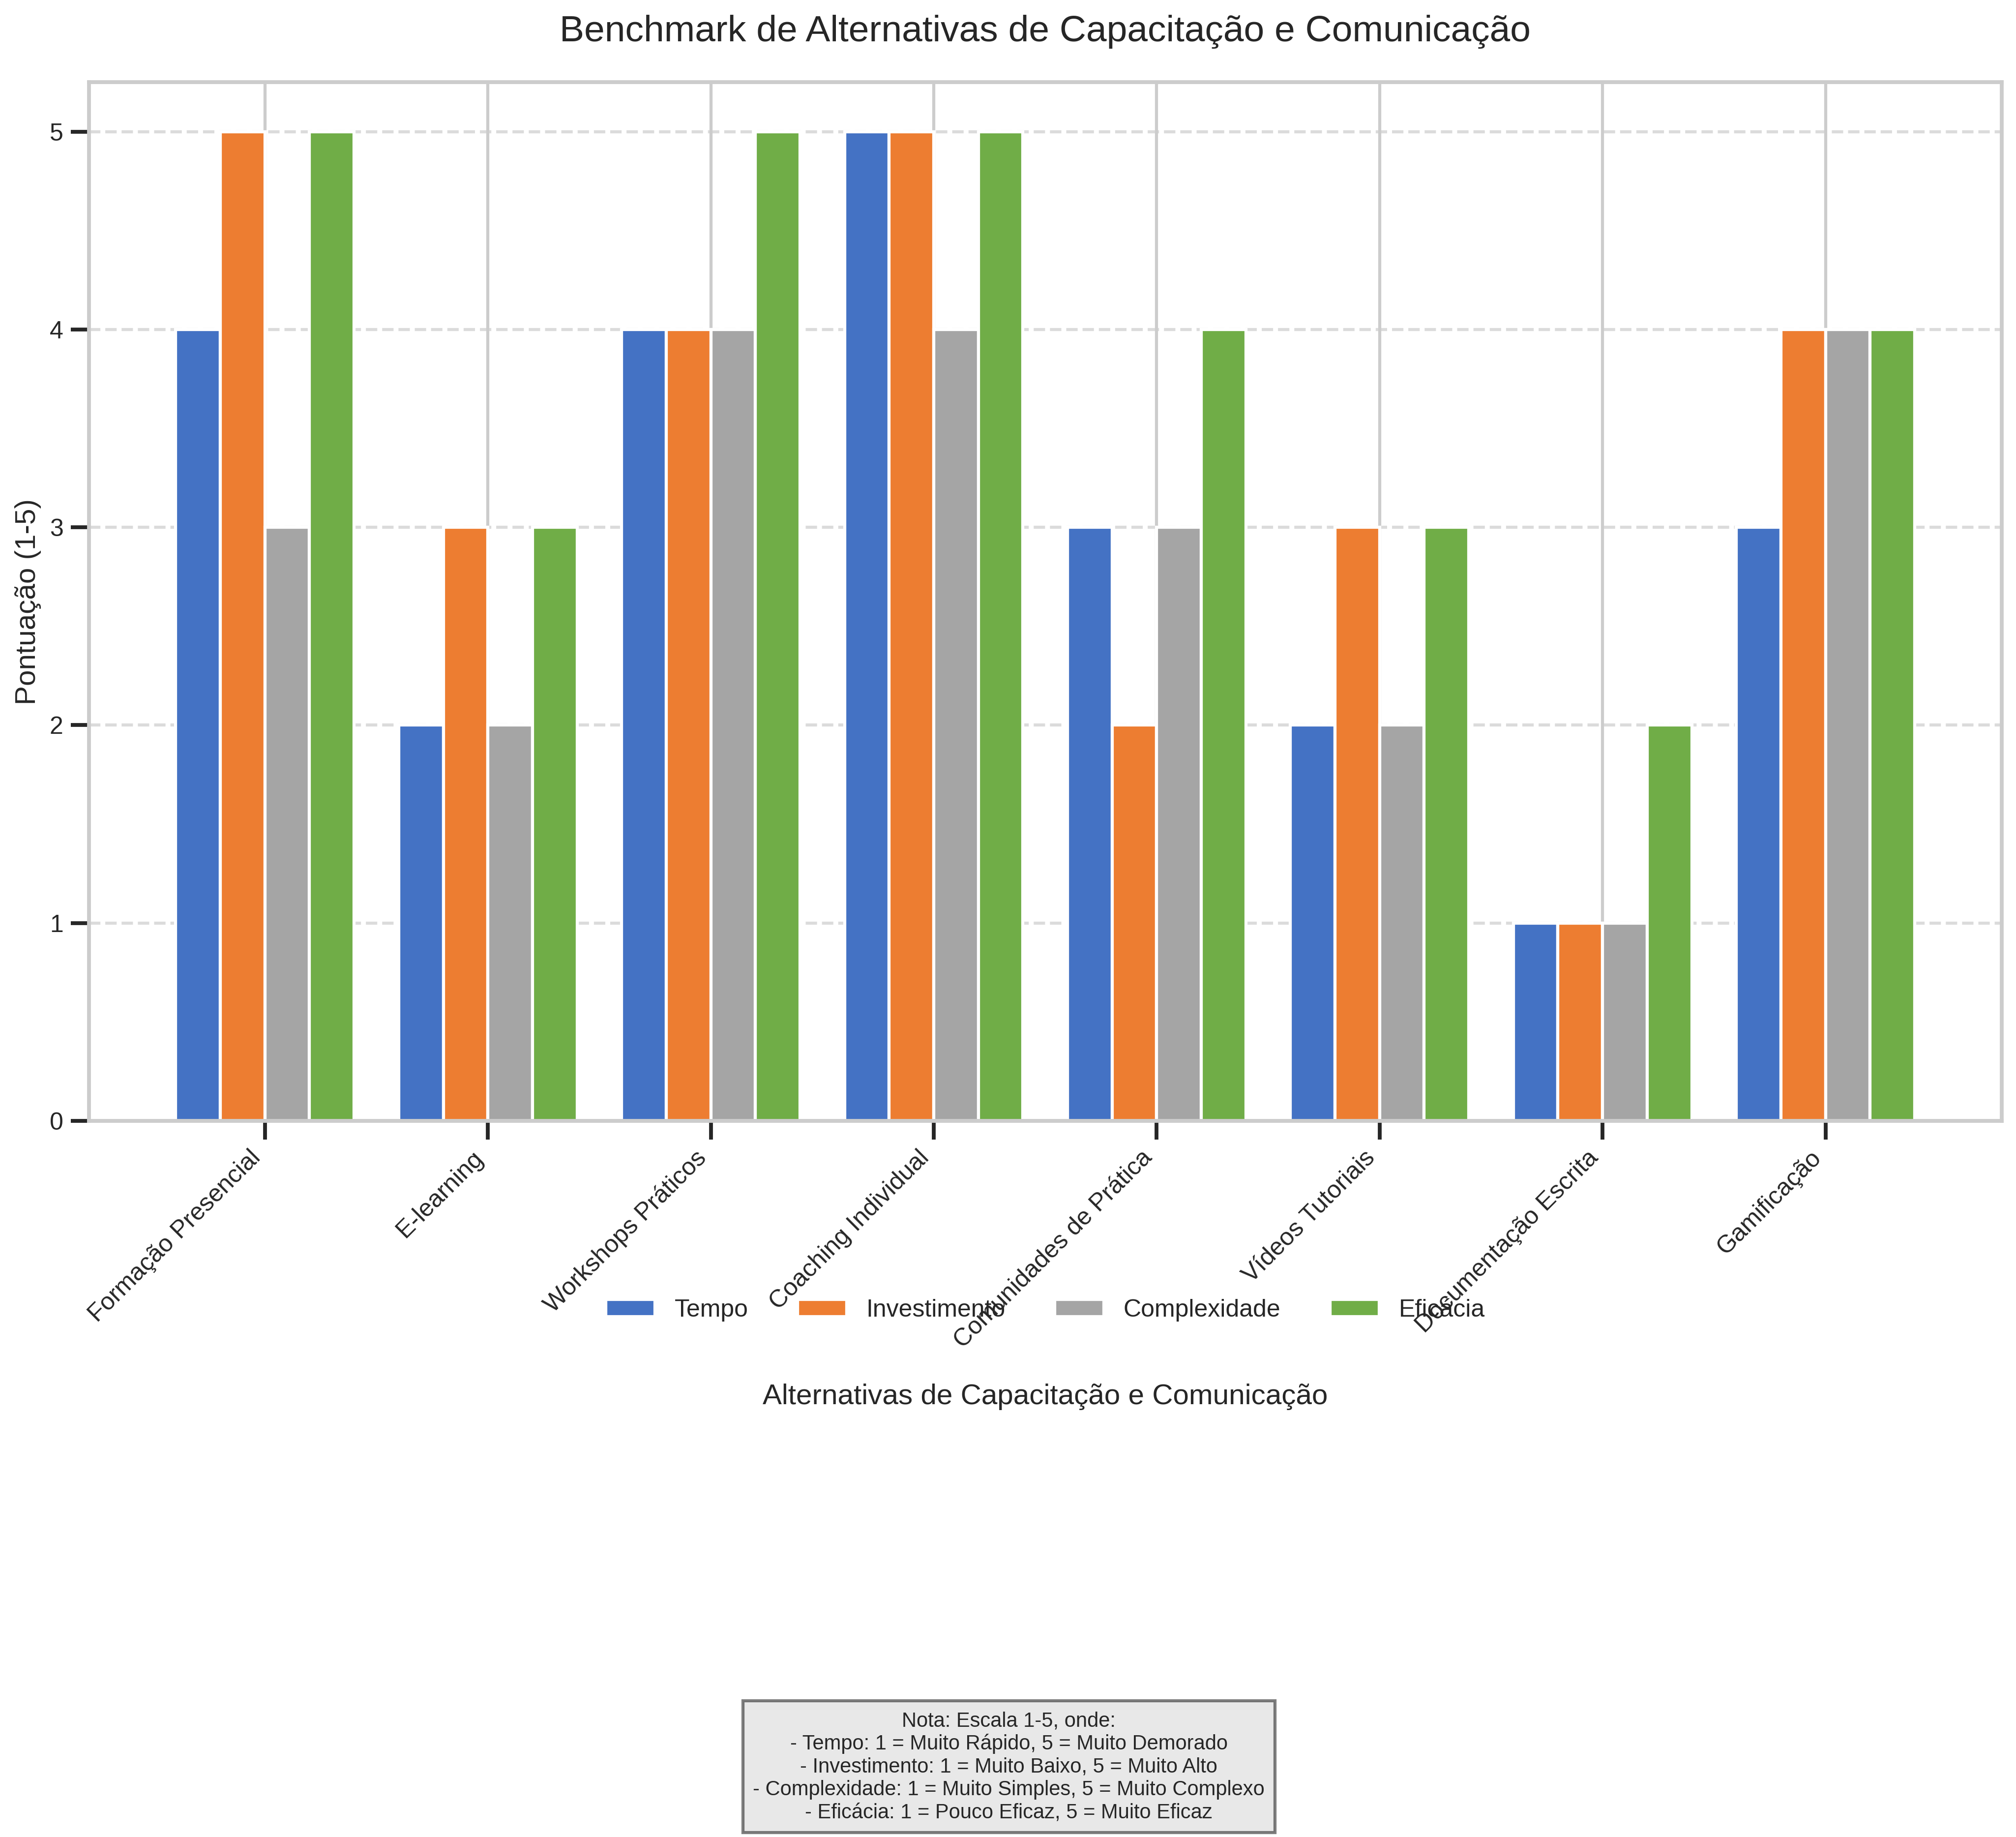 Benchmark de Alternativas de Capacitação e Comunicação
Pontuação (1-5)
5
4
3
2
1
0
Formação Presencial
E-learning
Workshops Práticos
Coaching Individual
Comunidades de Prática
Vídeos Tutoriais
Documentação Escrita
Gamificação
Tempo
Investimento
Complexidade
Eficácia
Alternativas de Capacitação e Comunicação
Nota: Escala 1-5, onde:
- Tempo: 1 = Muito Rápido, 5 = Muito Demorado
- Investimento: 1 = Muito Baixo, 5 = Muito Alto
- Complexidade: 1 = Muito Simples, 5 = Muito Complexo
- Eficácia: 1 = Pouco Eficaz, 5 = Muito Eficaz